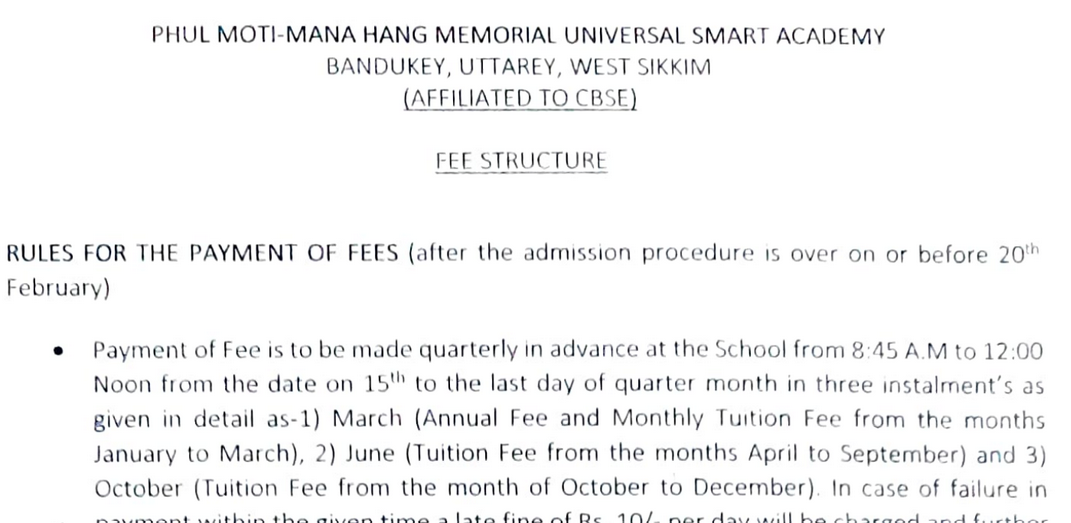 PHUL MOTI-MANA HANG MEMORIAL UNIVERSAL SMART ACADEMY
BANDUKEY, UTTAREY, WEST SIKKIM
(AFFILIATED TO CBSE)
FEE STRUCTURE
RULES FOR THE PAYMENT OF FEES (after the admission procedure is over on or before 20th
February)
• Payment of Fee is to be made quarterly in advance at the School from 8:45 A.M to 12:00
Noon from the date on 15th to the last day of quarter month in three instalment's as
given in detail as-1) March (Annual Fee and Monthly Tuition Fee from the months
January to March), 2) June (Tuition Fee from the months April to September) and 3)
October (Tuition Fee from the month of October to December). In case of failure in
payment within the given time a late fine of Rs. 10/- per day will be charged and further